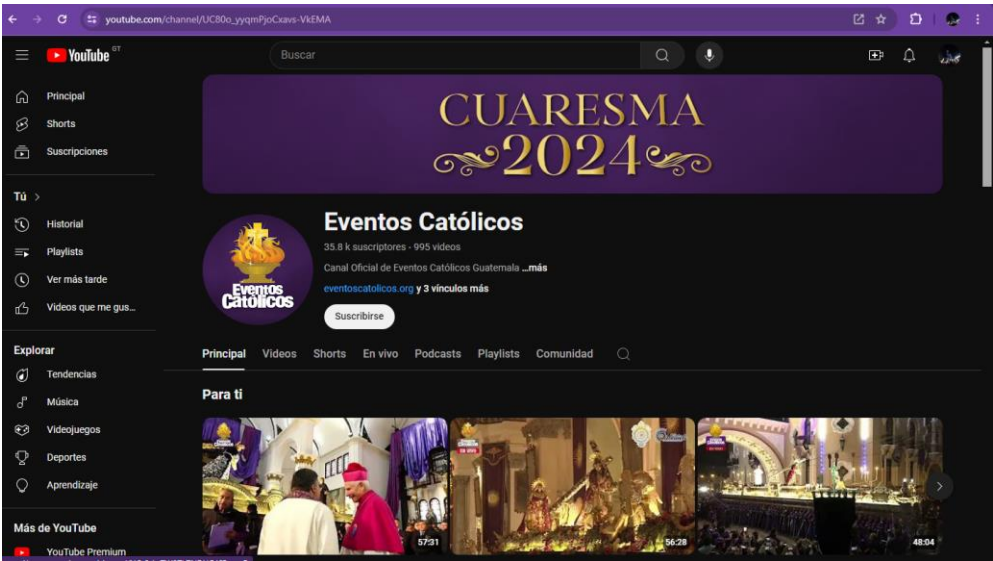 youtube.com/channel/UC80o_yyqmPjoCxavs-VkEMA
YouTube GT
Buscar
Principal
Shorts
Suscripciones
Tú
Historial
Playlists
Ver más tarde
Videos que me gus...
Explorar
Tendencias
Música
Videojuegos
Deportes
Aprendizaje
Más de YouTube
YouTube Premium
CUARESMA
2024
Eventos
Católicos
Eventos Católicos
35.8 k suscriptores - 995 videos
Canal Oficial de Eventos Católicos Guatemala ...más
eventoscatolicos.org y 3 vínculos más
Suscribirse
Principal Videos Shorts En vivo Podcasts Playlists Comunidad
Para ti
57:31
56:28
48:04